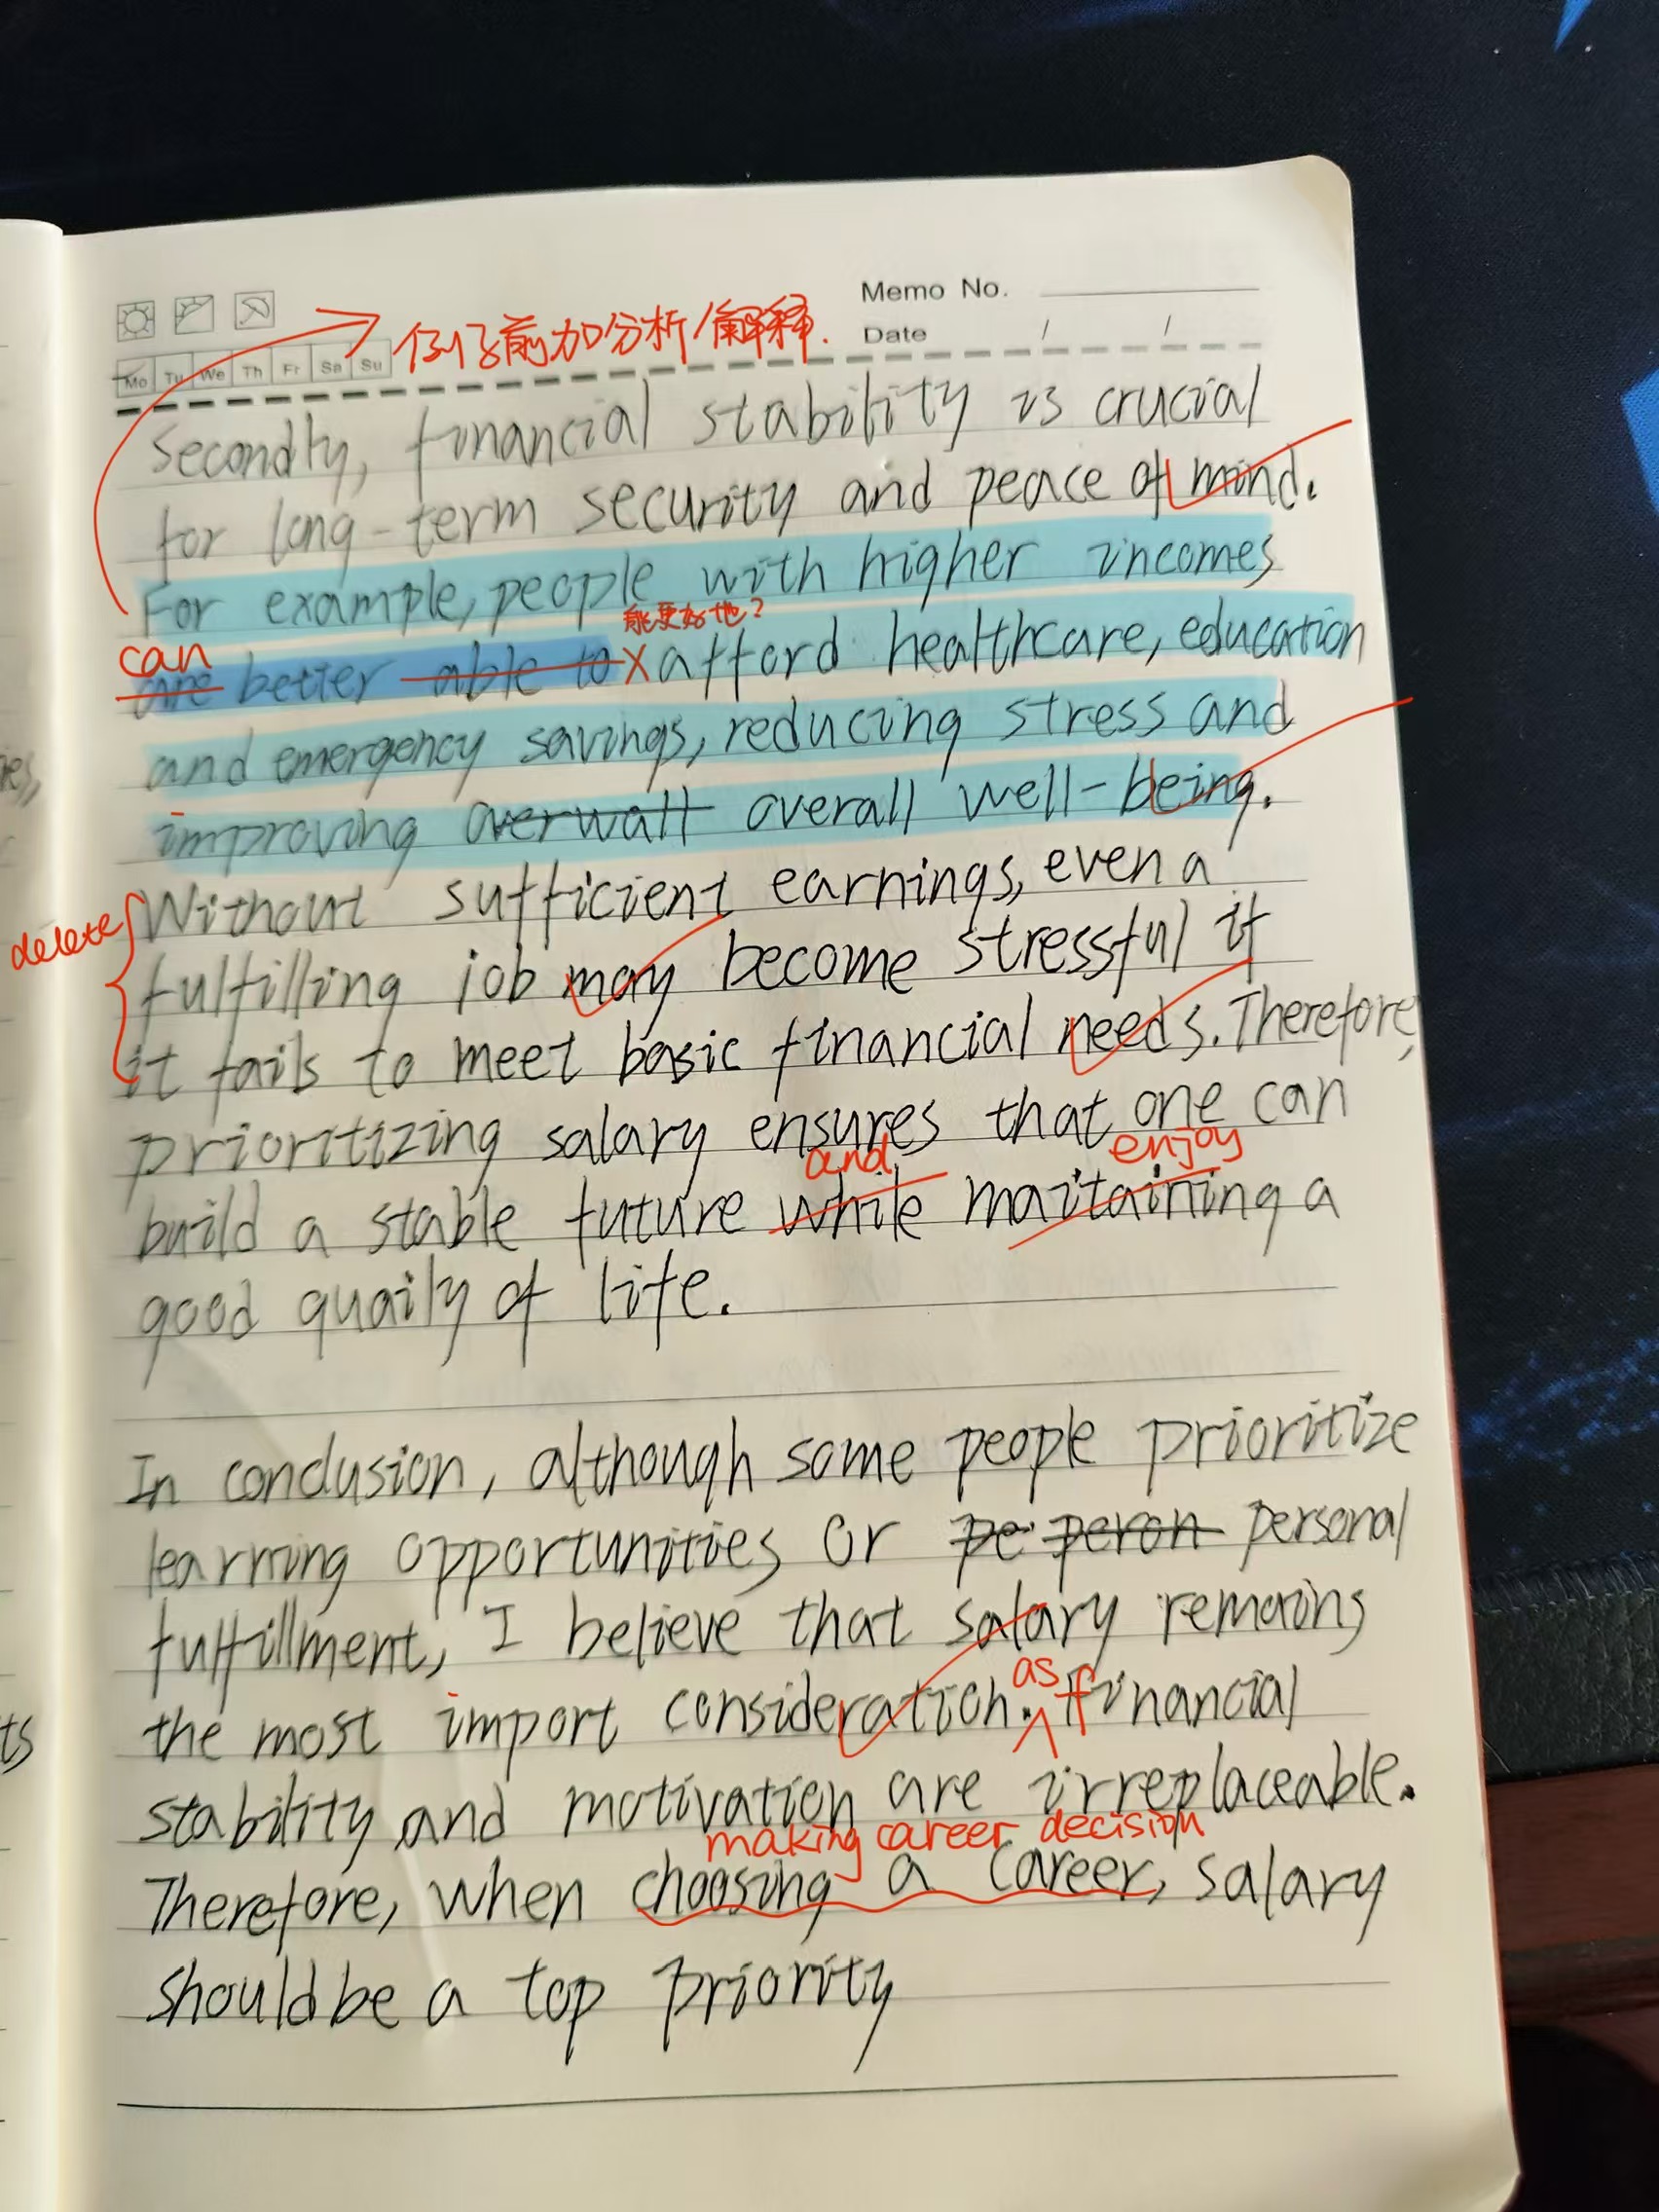 Memo No.
例子前加分析/解释.
Date / /
Mo Tu We Th Fr Sa Su
Secondly, financial stability is crucial
for long-term security and peace of mind.
For example, people with higher incomes
能更好地?
can
are better able to X afford healthcare, education
and emergency savings, reducing stress and
improving overwall overall well-being.
Without sufficient earnings, even a
delete
fulfilling job may become stressful if
it fails to meet basic financial needs. Therefore,
prioritizing salary ensures that one can
and enjoy
build a stable future while maitaining a
good quaily of life.
In conclusion, although some people prioritize
learning opportunities or pe peron personal
fulfillment, I believe that salary remains
as f
the most import consideration. Financial
stability and motivation are irreplaceable.
making career decision
Therefore, when choosing a career, salary
should be a top priority
ts